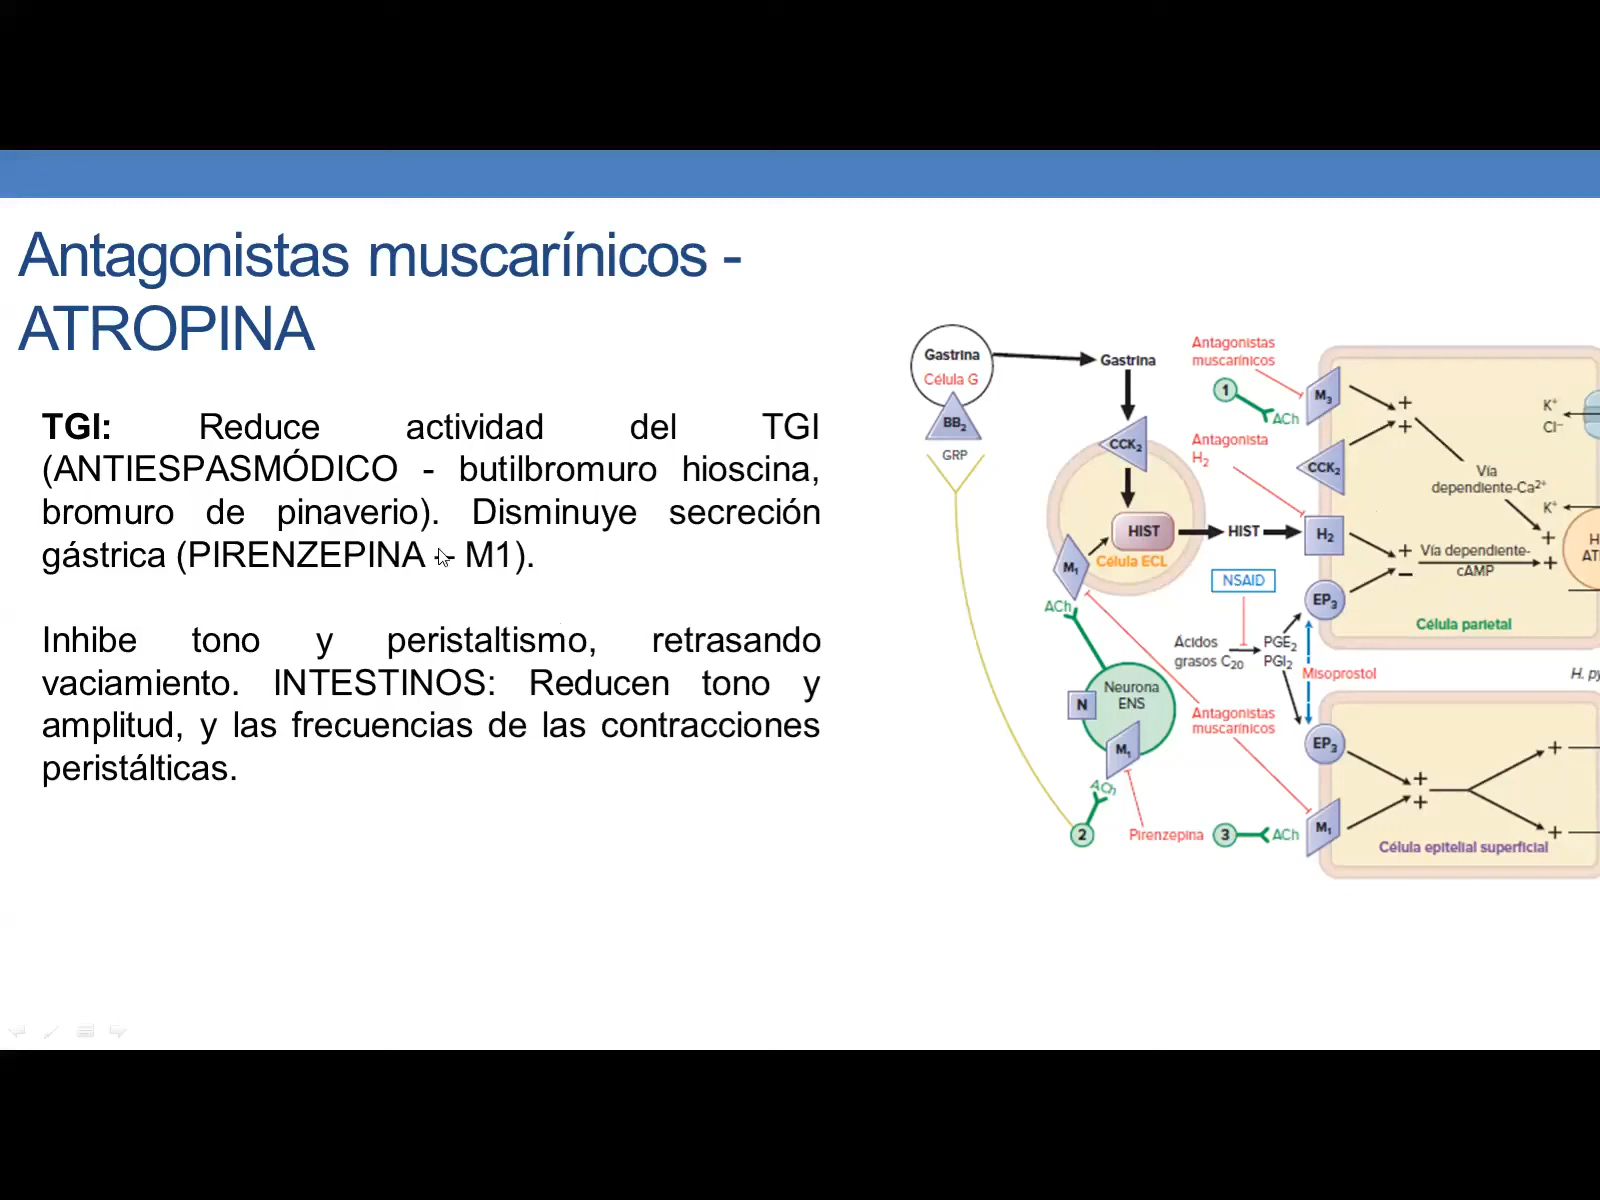 Antagonistas muscarínicos -
ATROPINA
TGI: Reduce actividad del TGI
(ANTIESPASMÓDICO - butilbromuro hioscina,
bromuro de pinaverio). Disminuye secreción
gástrica (PIRENZEPINA - M1).
Inhibe tono y peristaltismo, retrasando
vaciamiento. INTESTINOS: Reducen tono y
amplitud, y las frecuencias de las contracciones
peristálticas.
Gastrina
Célula G
BB2
GRP
Gastrina
CCK2
HIST
Célula ECL
M1
ACh
HIST
Antagonistas
muscarínicos
1
ACh
M3
Antagonista
H2
CCK2
H2
NSAID
EP3
Ácidos
grasos C20
PGE2
PGI2
Misoprostol
+
+
Vía
dependiente-Ca2+
K+
Cl−
K+
+
+
−
Vía dependiente-
cAMP
+
H
AT
Célula parietal
H. py
N
Neurona
ENS
M1
ACh
2
Pirenzepina
Antagonistas
muscarínicos
3
ACh
EP3
M1
+
+
+
+
Célula epitelial superficial